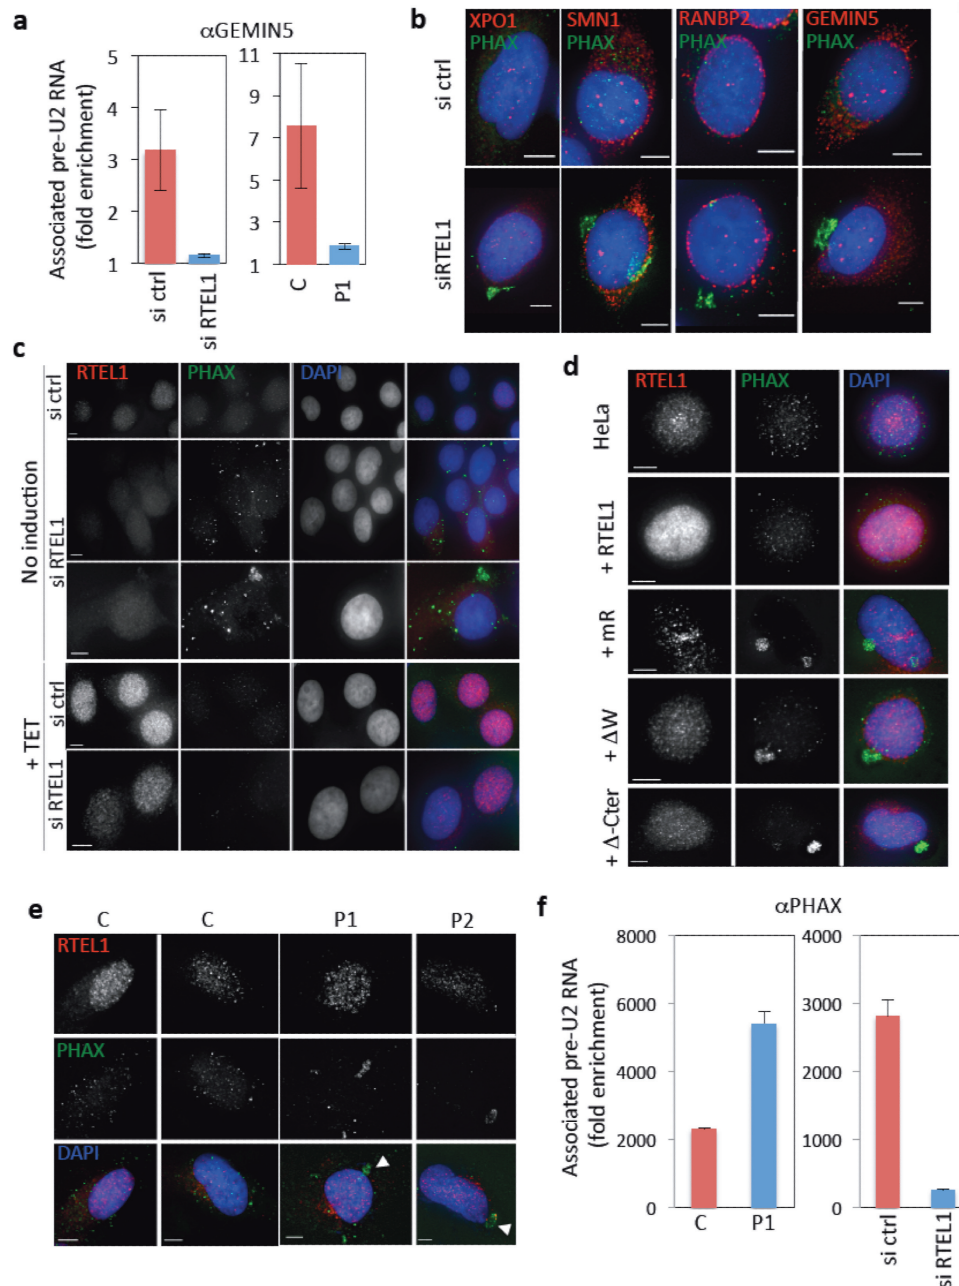 a
αGEMIN5
Associated pre-U2 RNA
(fold enrichment)
5
4
3
2
1
si ctrl
si RTEL1
11
9
7
5
3
1
C
P1
b
XPO1
PHAX
SMN1
PHAX
RANBP2
PHAX
GEMIN5
PHAX
si ctrl
siRTEL1
c
RTEL1
PHAX
DAPI
No induction
si ctrl
si RTEL1
si RTEL1
+ TET
si ctrl
si RTEL1
d
RTEL1
PHAX
DAPI
HeLa
+ RTEL1
+ mR
+ ΔW
+ Δ-Cter
e
C
C
P1
P2
RTEL1
PHAX
DAPI
f
αPHAX
Associated pre-U2 RNA
(fold enrichment)
8000
6000
4000
2000
0
C
P1
4000
3000
2000
1000
0
si ctrl
si RTEL1